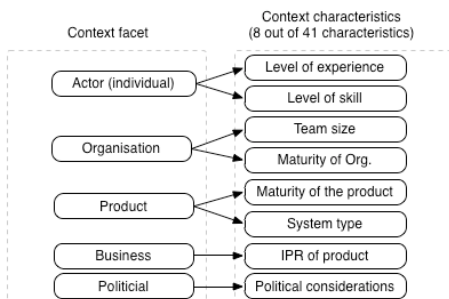 Context facet
Context characteristics
(8 out of 41 characteristics)
Actor (individual)
Level of experience
Level of skill
Organisation
Team size
Maturity of Org.
Product
Maturity of the product
System type
Business
IPR of product
Politicial
Political considerations